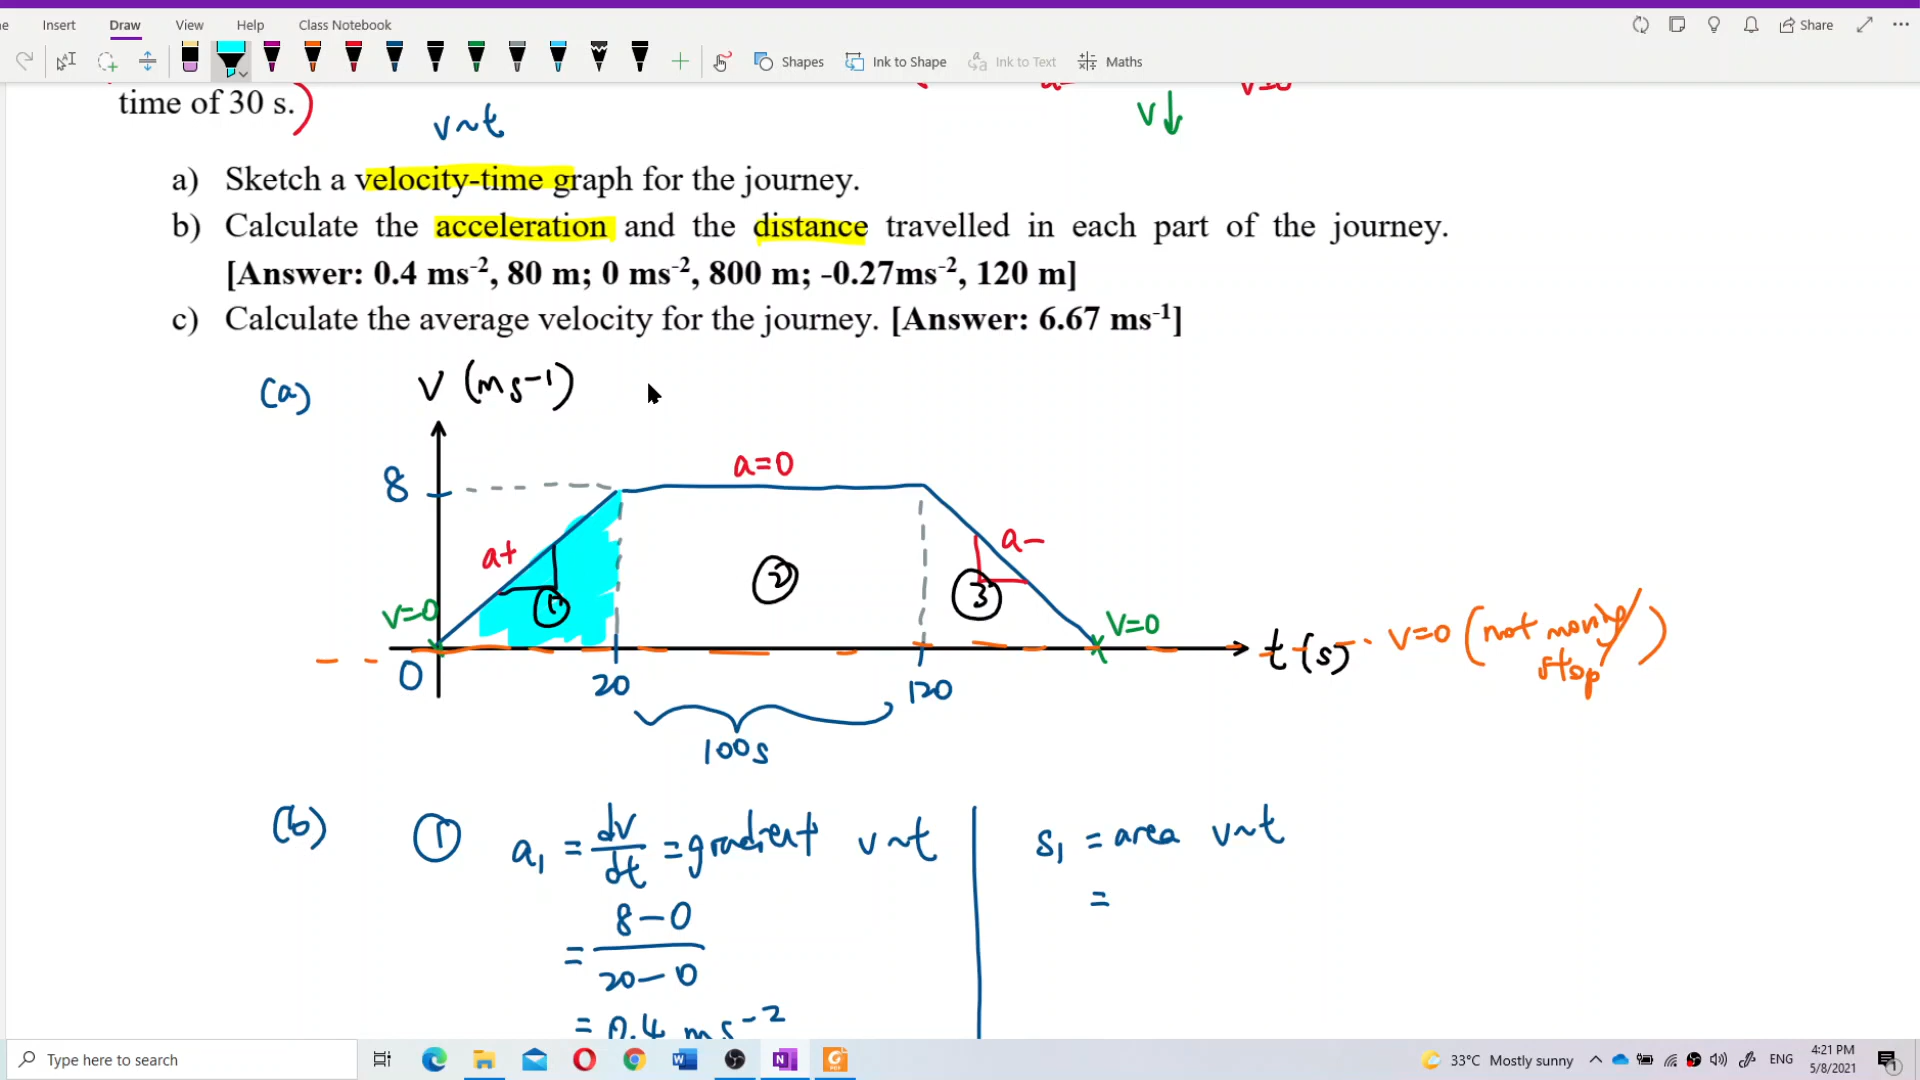 Insert Draw View Help Class Notebook Share
Shapes Ink to Shape Ink to Text Maths
time of 30 s.)
v~t
v↓
a) Sketch a velocity-time graph for the journey.
b) Calculate the acceleration and the distance travelled in each part of the journey.
[Answer: 0.4 ms⁻², 80 m; 0 ms⁻², 800 m; -0.27ms⁻², 120 m]
c) Calculate the average velocity for the journey. [Answer: 6.67 ms⁻¹]
(a) V (ms⁻¹)
8
a=0
a+
a-
① ② ③
v=0
V=0
0 20 120 t (s) v=0 (not moving/
stop)
100s
(b) ① a₁ = dv/dt = gradient v~t
s₁ = area v~t
=
= 8-0
20-0
= 0.4 ms⁻²
Type here to search 33°C Mostly sunny ENG 4:21 PM
5/8/2021
1